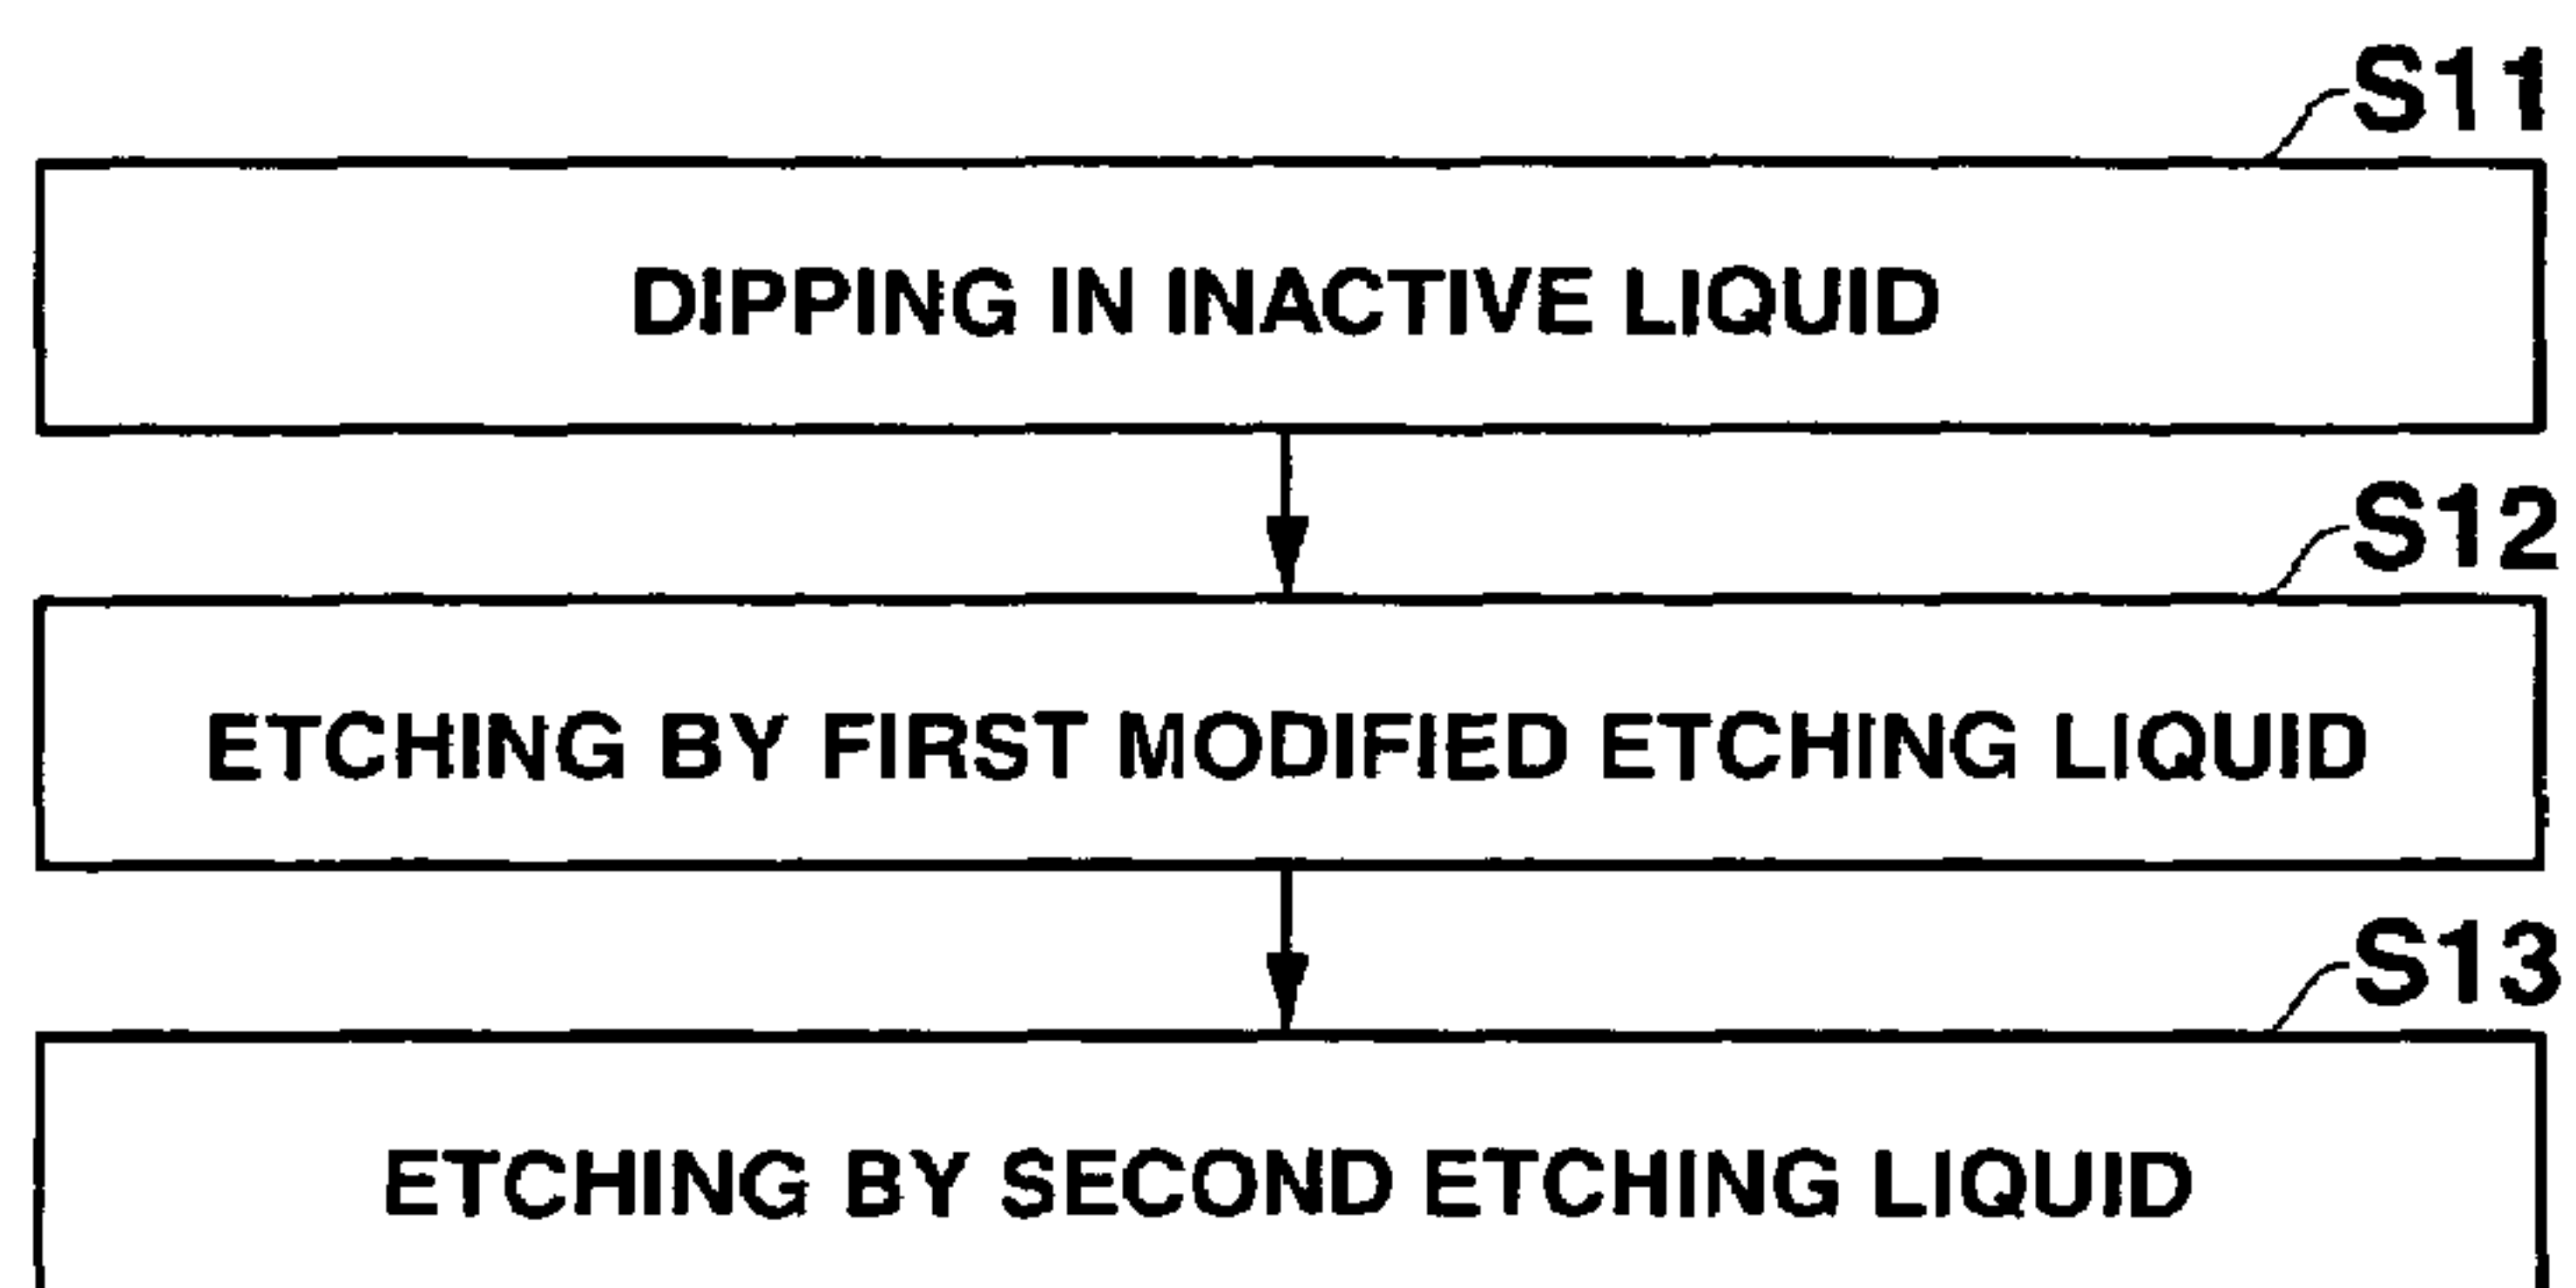 S11
DIPPING IN INACTIVE LIQUID
S12
ETCHING BY FIRST MODIFIED ETCHING LIQUID
S13
ETCHING BY SECOND ETCHING LIQUID